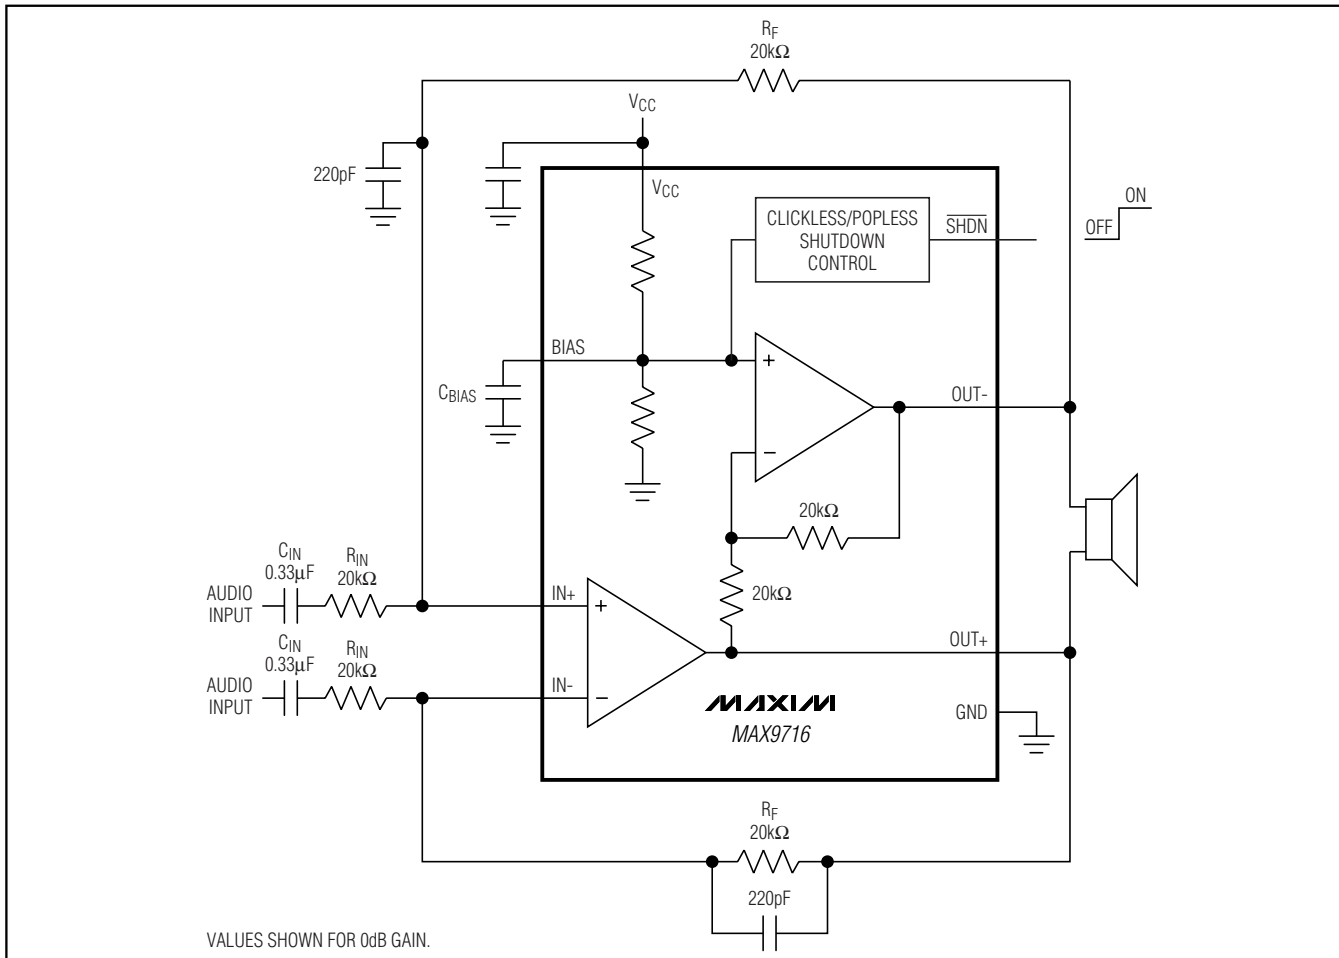 RF
20kΩ
VCC
220pF
VCC
CLICKLESS/POPLESS
SHUTDOWN
CONTROL
SHDN
ON
OFF
BIAS
CBIAS
+
OUT-
−
20kΩ
CIN
0.33µF
RIN
20kΩ
AUDIO
INPUT
IN+
+
20kΩ
OUT+
CIN
0.33µF
RIN
20kΩ
AUDIO
INPUT
IN-
−
MAXIM
MAX9716
GND
RF
20kΩ
220pF
VALUES SHOWN FOR 0dB GAIN.